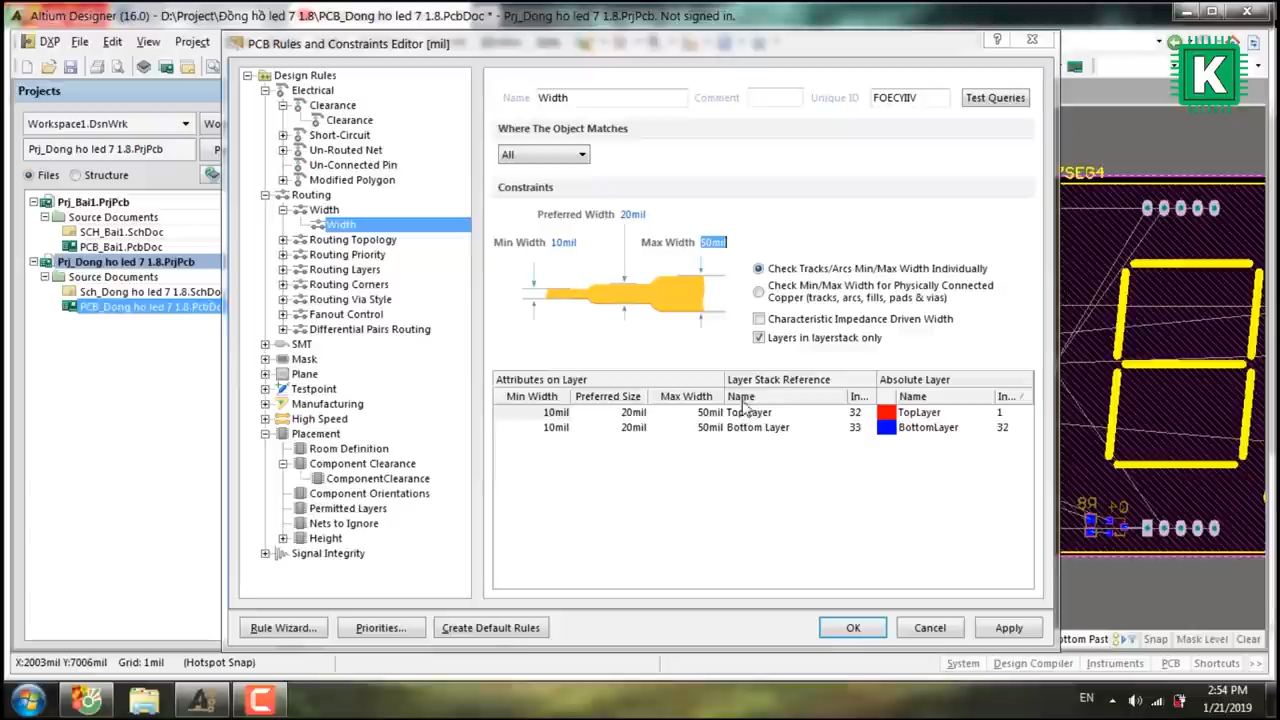 Altium Designer (16.0) - D:\Project\Đồng hồ led 7 1.8\PCB_Dong ho led 7 1.8.PcbDoc * - Prj_Dong ho led 7 1.8.PrjPcb. Not signed in.
DXP File Edit View Project
PCB Rules and Constraints Editor [mil]
K
Projects
Workspace1.DsnWrk
Prj_Dong ho led 7 1.8.PrjPcb
Files Structure
Prj_Bai1.PrjPcb
Source Documents
SCH_Bai1.SchDoc
PCB_Bai1.PcbDoc
Prj_Dong ho led 7 1.8.PrjPcb
Source Documents
Sch_Dong ho led 7 1.8.SchDo
PCB_Dong ho led 7 1.8.PcbDo
Design Rules
Electrical
Clearance
Clearance
Short-Circuit
Un-Routed Net
Un-Connected Pin
Modified Polygon
Routing
Width
Width
Routing Topology
Routing Priority
Routing Layers
Routing Corners
Routing Via Style
Fanout Control
Differential Pairs Routing
SMT
Mask
Plane
Testpoint
Manufacturing
High Speed
Placement
Room Definition
Component Clearance
ComponentClearance
Component Orientations
Permitted Layers
Nets to Ignore
Height
Signal Integrity
Name Width Comment Unique ID FOECYIIV Test Queries
Where The Object Matches
All
Constraints
Preferred Width 20mil
Min Width 10mil Max Width 50mil
Check Tracks/Arcs Min/Max Width Individually
Check Min/Max Width for Physically Connected
Copper (tracks, arcs, fills, pads & vias)
Characteristic Impedance Driven Width
Layers in layerstack only
Attributes on Layer Layer Stack Reference Absolute Layer
Min Width Preferred Size Max Width Name In... Name In...
10mil 20mil 50mil Top Layer 32 TopLayer 1
10mil 20mil 50mil Bottom Layer 33 BottomLayer 32
7SEG4
R8 Q4
Rule Wizard... Priorities... Create Default Rules OK Cancel Apply
ottom Past Snap Mask Level Clear
X:2003mil Y:7006mil Grid: 1mil (Hotspot Snap) System Design Compiler Instruments PCB Shortcuts >>
EN 2:54 PM
1/21/2019